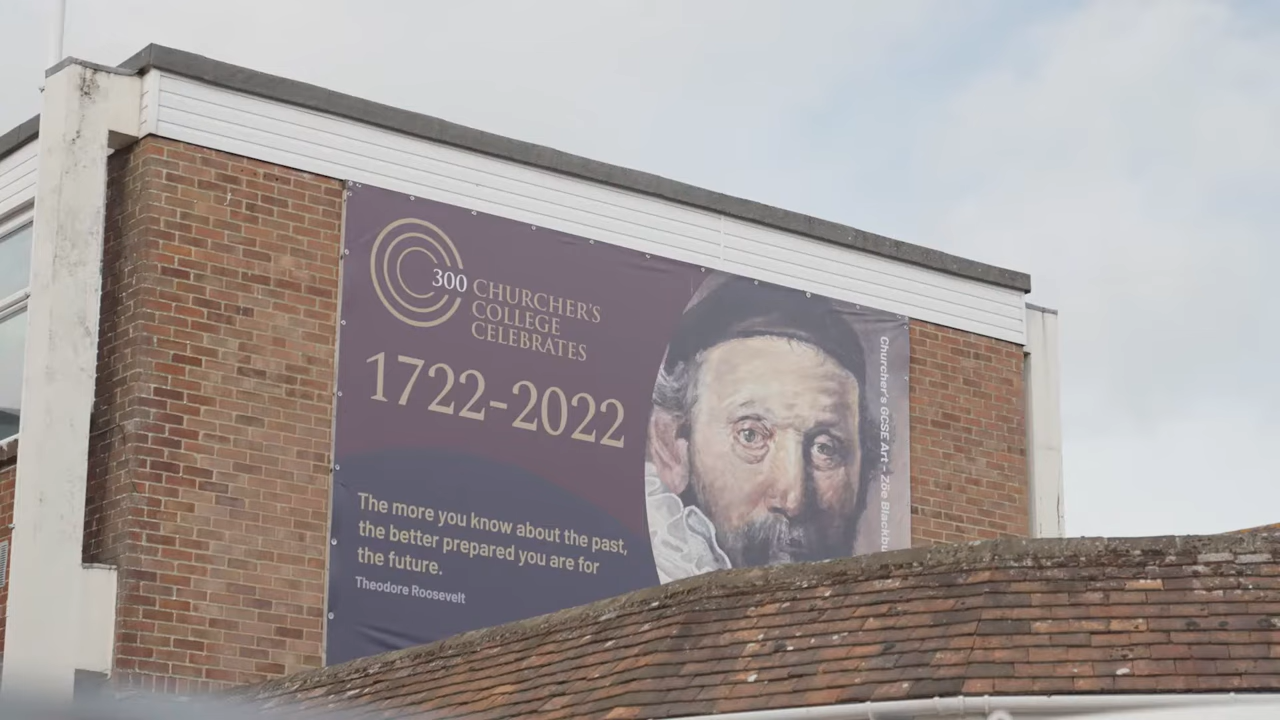 300
CHURCHER'S
COLLEGE
CELEBRATES
1722-2022
The more you know about the past,
the better prepared you are for
the future.
Theodore Roosevelt
Churcher's GCSE Art - Zöe